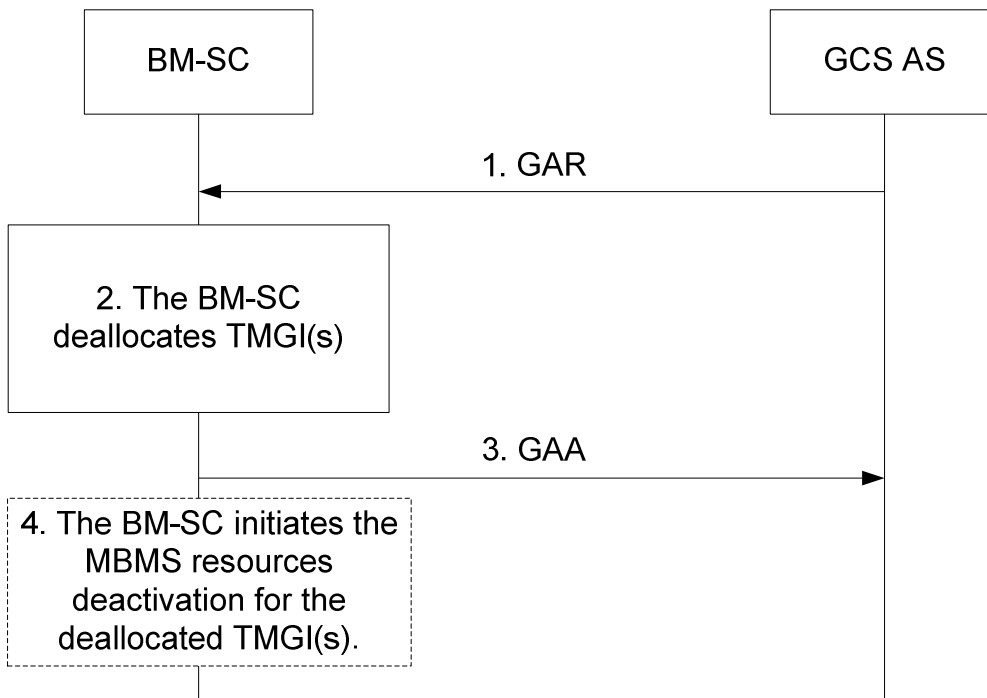 BM-SC
GCS AS
1. GAR
2. The BM-SC
deallocates TMGI(s)
3. GAA
4. The BM-SC initiates the
MBMS resources
deactivation for the
deallocated TMGI(s).